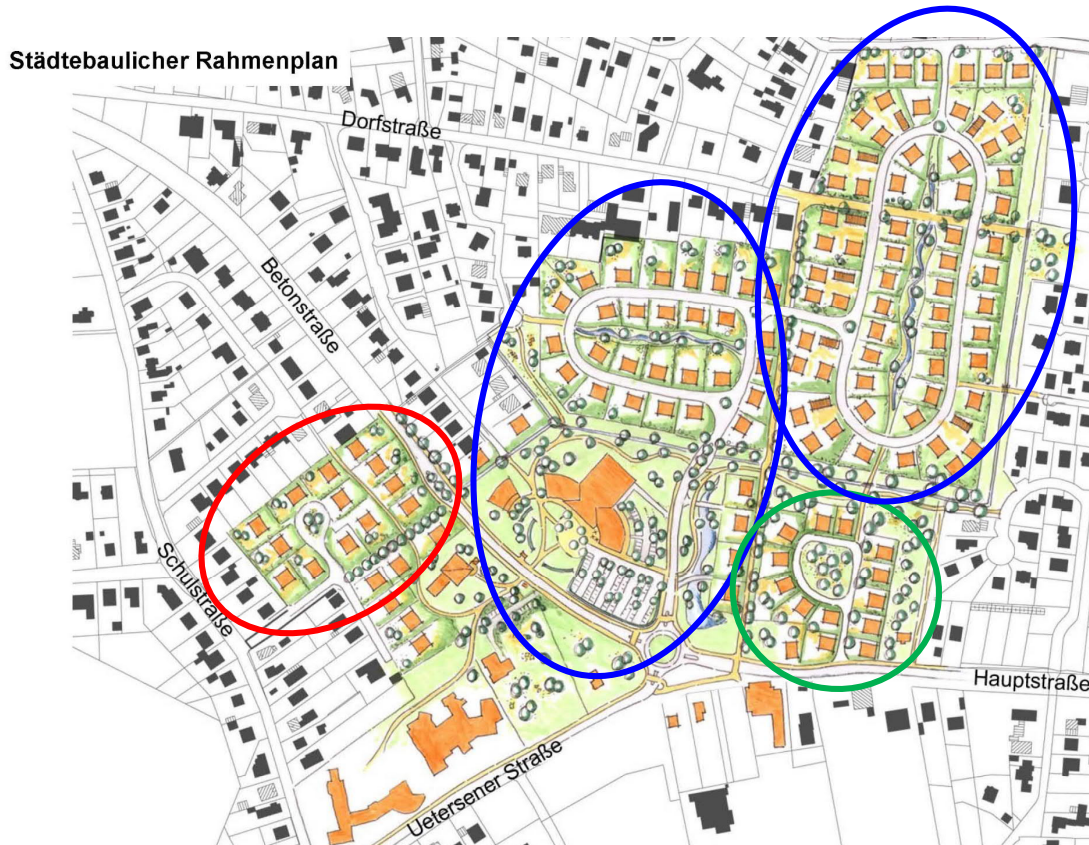 Städtebaulicher Rahmenplan
Dorfstraße
Betonstraße
Schulstraße
Hauptstraße
Uetersener Straße